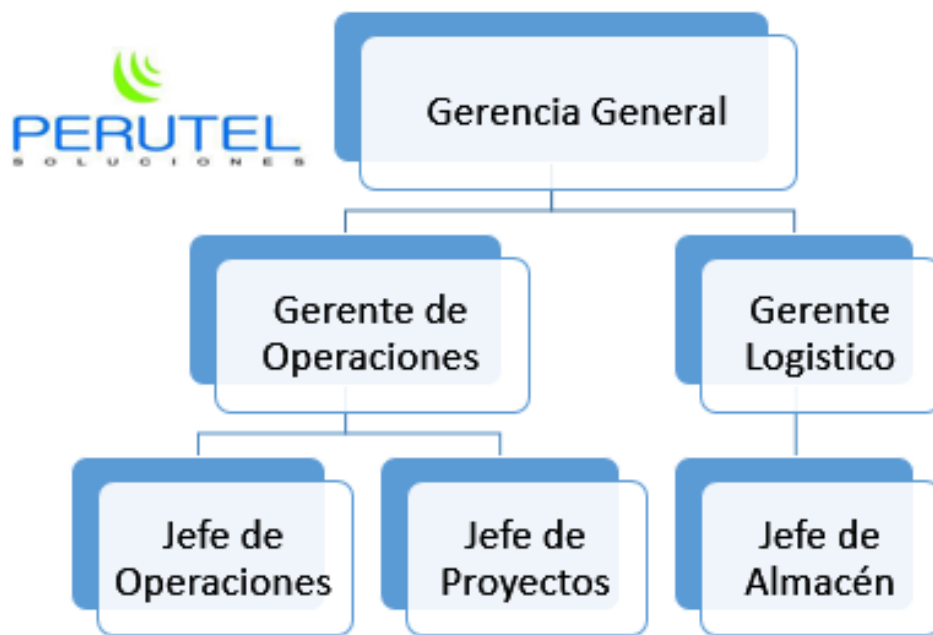 PERUTEL
SOLUCIONES
Gerencia General
Gerente de
Operaciones
Gerente
Logistico
Jefe de
Operaciones
Jefe de
Proyectos
Jefe de
Almacén